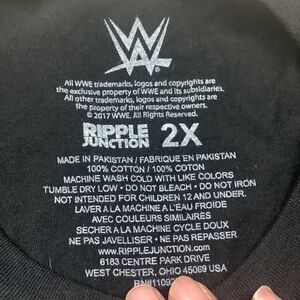 W
All WWE trademarks, logos and copyrights are
the exclusive property of WWE and its subsidiaries.
All other trademarks, logos and copyrights are
the property of their respective owners.
© 2017 WWE. All Rights Reserved.
RIPPLE
JUNCTION 2X
MADE IN PAKISTAN / FABRIQUE EN PAKISTAN
100% COTTON / 100% COTON
MACHINE WASH COLD WITH LIKE COLORS
TUMBLE DRY LOW • DO NOT BLEACH • DO NOT IRON
NOT INTENDED FOR CHILDREN 12 AND UNDER.
LAVER A LA MACHINE A L'EAU FROIDE
AVEC COULEURS SIMILAIRES
SECHER A LA MACHINE CYCLE DOUX
NE PAS JAVELLISER • NE PAS REPASSER
WWW.RIPPLEJUNCTION.COM
6183 CENTRE PARK DRIVE
WEST CHESTER, OHIO 45069 USA